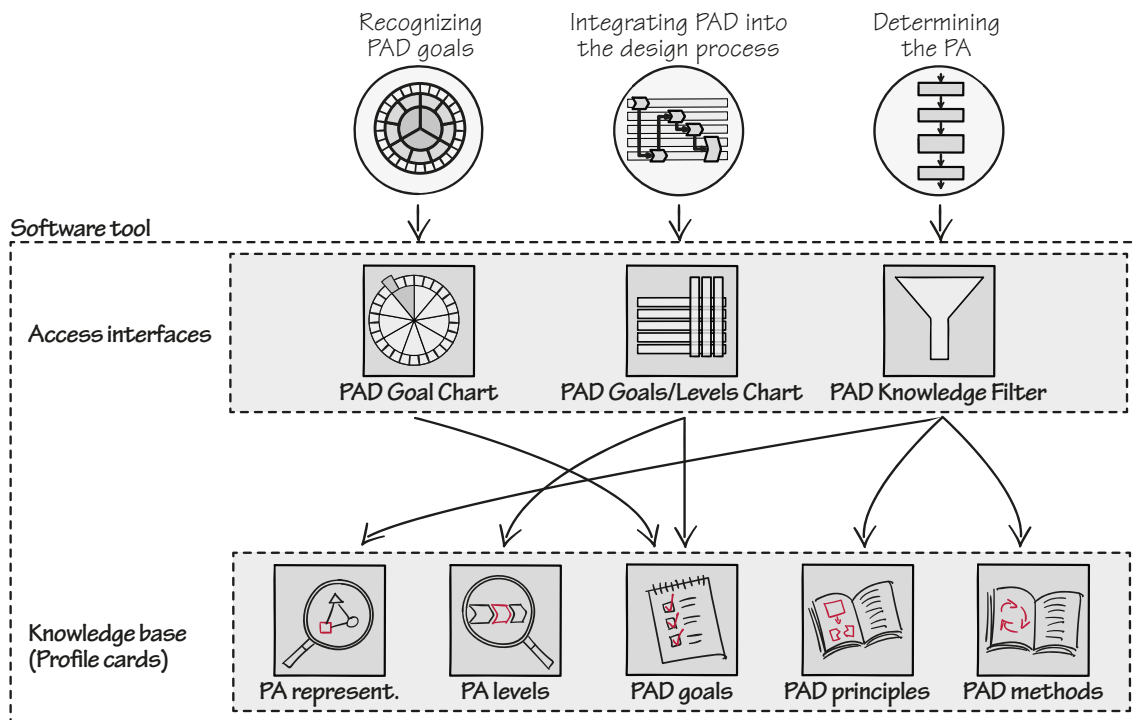 Recognizing
PAD goals
Integrating PAD into
the design process
Determining
the PA
Software tool
Access interfaces
PAD Goal Chart
PAD Goals/Levels Chart
PAD Knowledge Filter
Knowledge base
(Profile cards)
PA represent.
PA levels
PAD goals
PAD principles
PAD methods